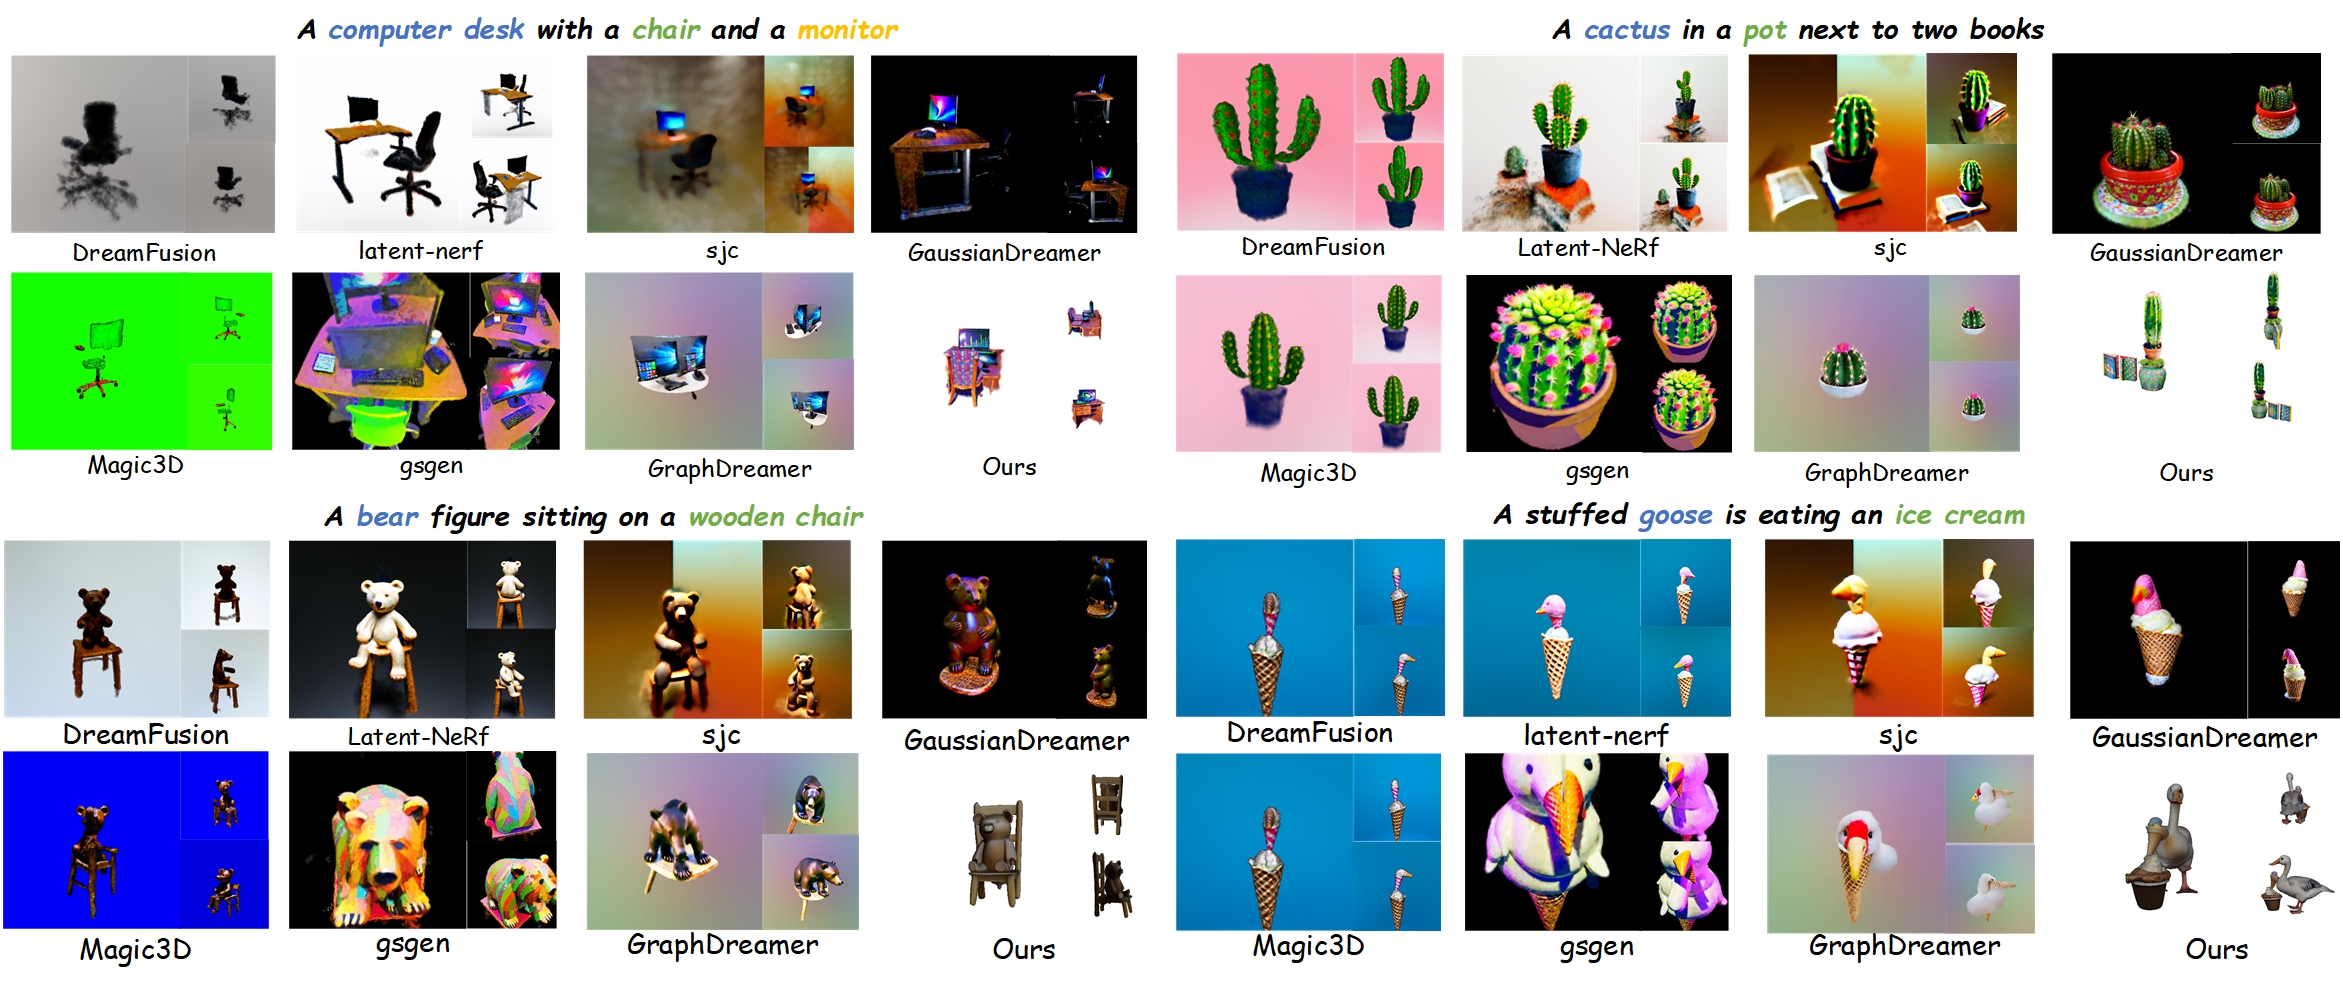 A computer desk with a chair and a monitor
DreamFusion
latent-nerf
sjc
GaussianDreamer
Magic3D
gsgen
GraphDreamer
Ours
A cactus in a pot next to two books
DreamFusion
Latent-NeRf
sjc
GaussianDreamer
Magic3D
gsgen
GraphDreamer
Ours
A bear figure sitting on a wooden chair
DreamFusion
Latent-NeRf
sjc
GaussianDreamer
Magic3D
gsgen
GraphDreamer
Ours
A stuffed goose is eating an ice cream
DreamFusion
latent-nerf
sjc
GaussianDreamer
Magic3D
gsgen
GraphDreamer
Ours